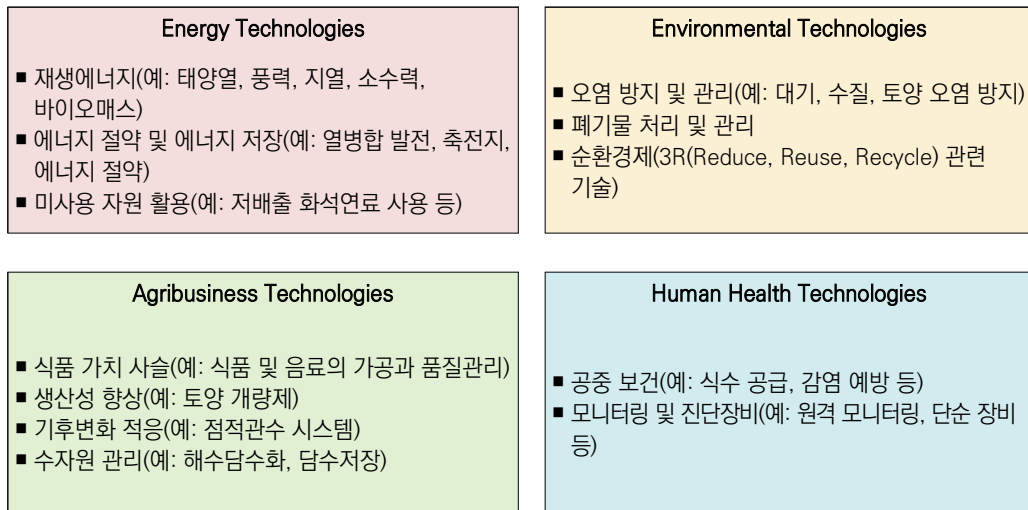 Energy Technologies
■ 재생에너지(예: 태양열, 풍력, 지열, 소수력,
바이오매스)
■ 에너지 절약 및 에너지 저장(예: 열병합 발전, 축전지,
에너지 절약)
■ 미사용 자원 활용(예: 저배출 화석연료 사용 등)
Environmental Technologies
■ 오염 방지 및 관리(예: 대기, 수질, 토양 오염 방지)
■ 폐기물 처리 및 관리
■ 순환경제(3R(Reduce, Reuse, Recycle) 관련
기술)
Agribusiness Technologies
■ 식품 가치 사슬(예: 식품 및 음료의 가공과 품질관리)
■ 생산성 향상(예: 토양 개량제)
■ 기후변화 적응(예: 점적관수 시스템)
■ 수자원 관리(예: 해수담수화, 담수저장)
Human Health Technologies
■ 공중 보건(예: 식수 공급, 감염 예방 등)
■ 모니터링 및 진단장비(예: 원격 모니터링, 단순 장비
등)